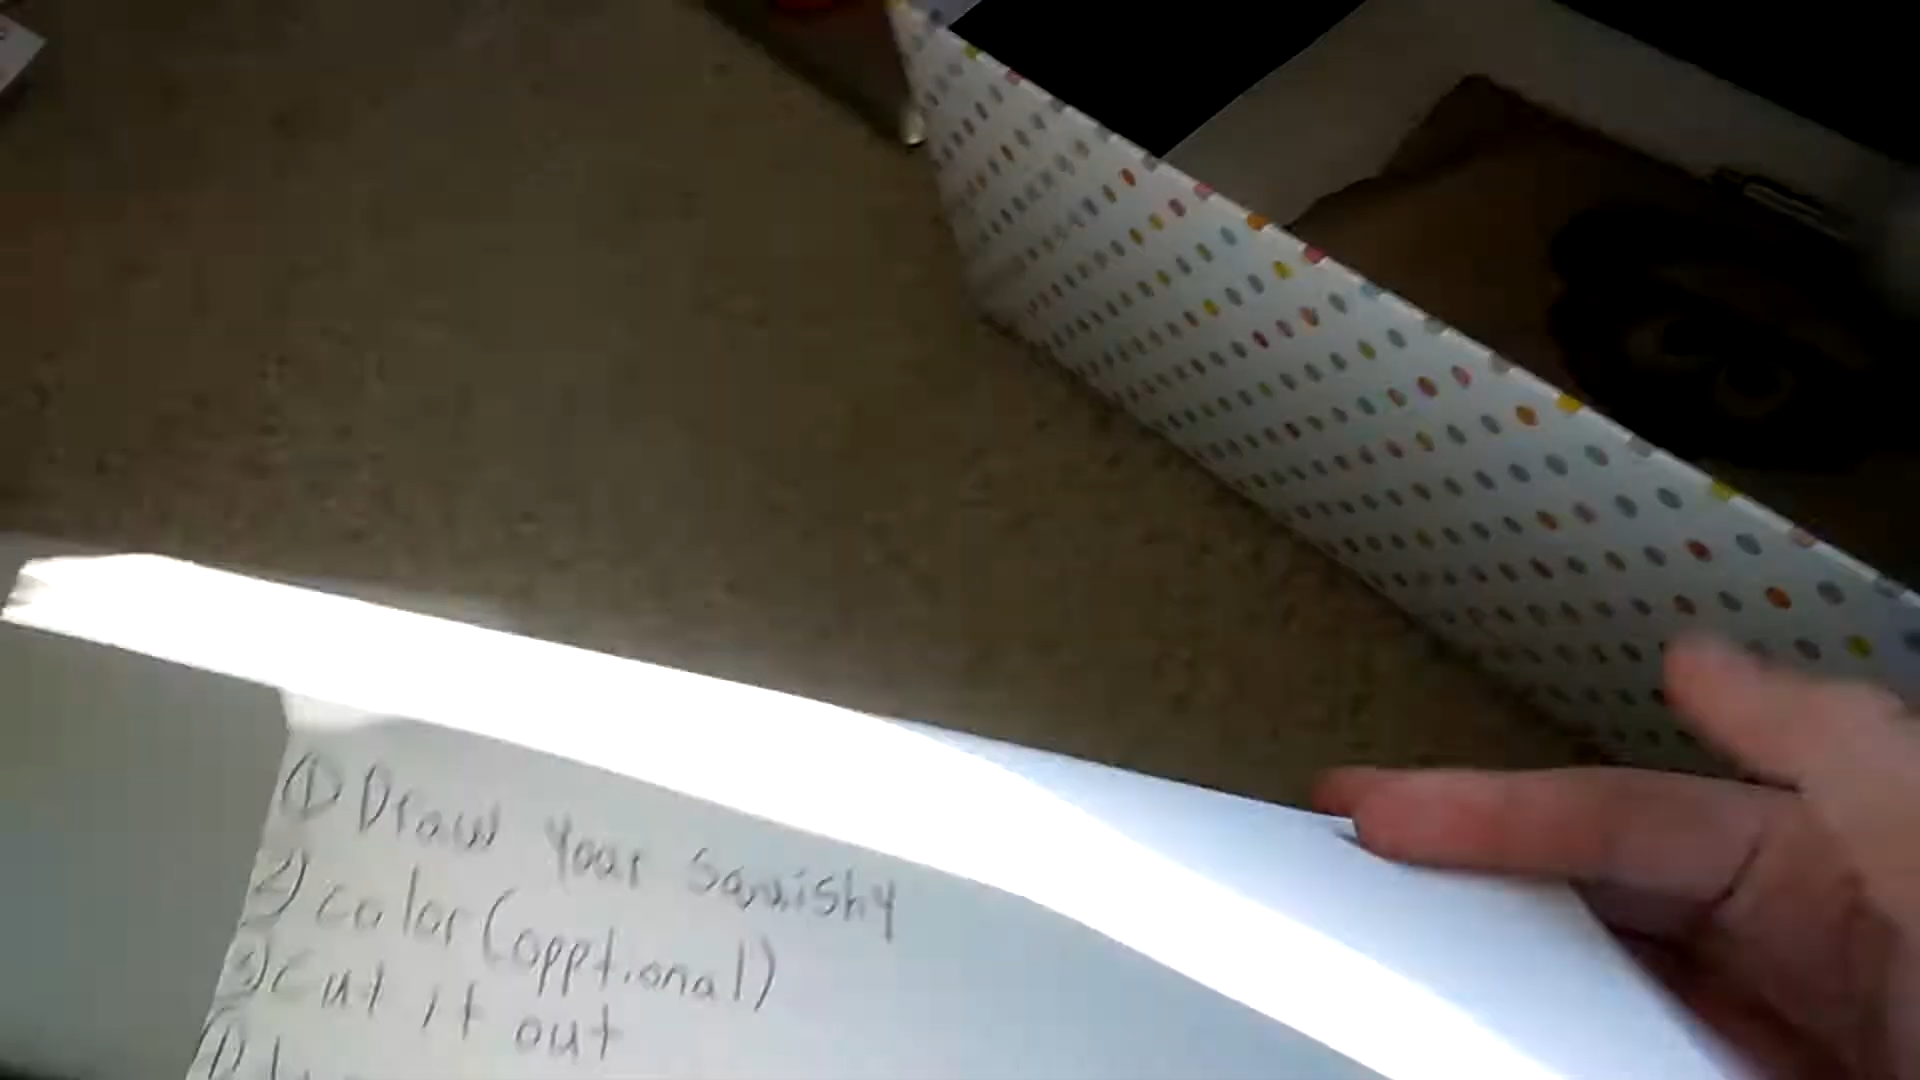 ① Draw your squishy
2) color (opptional)
3) cut it out